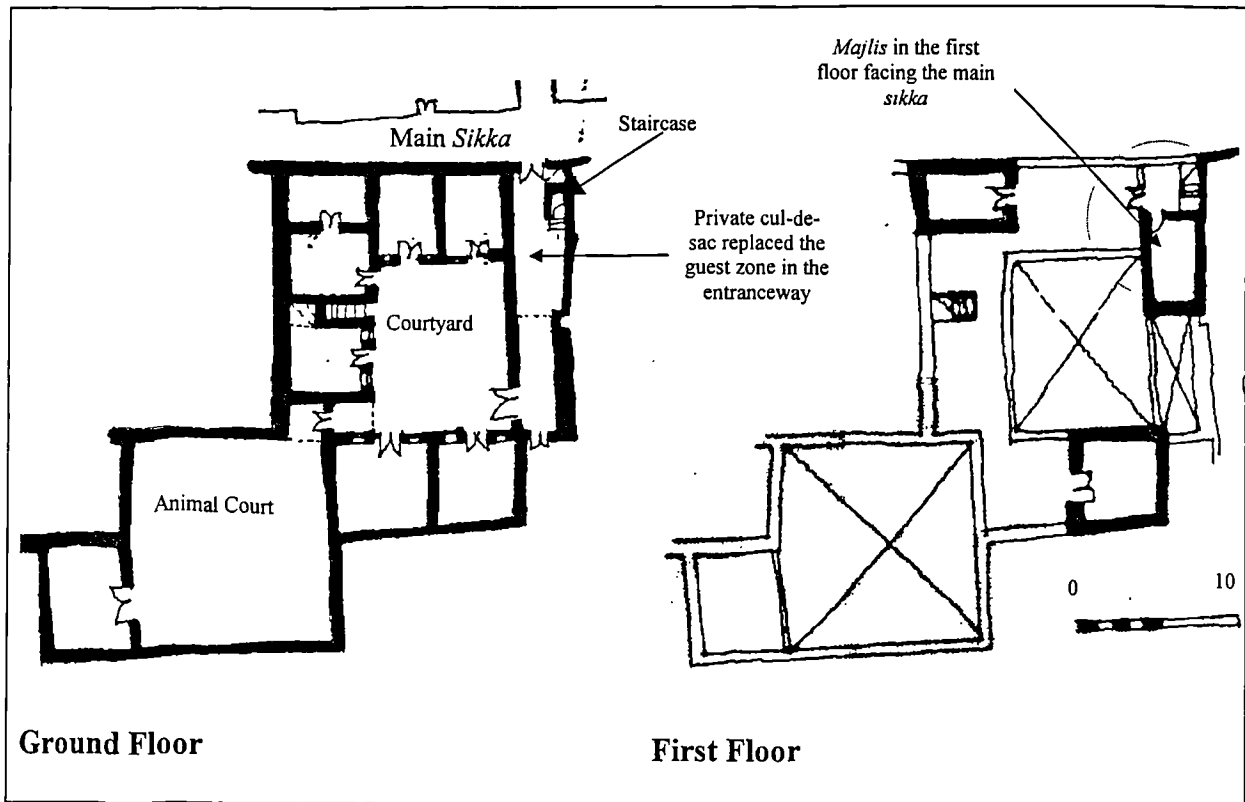 Majlis in the first
floor facing the main
sikka
Main Sikka
Staircase
Private cul-de-
sac replaced the
guest zone in the
entranceway
Courtyard
Animal Court
0 10
Ground Floor
First Floor